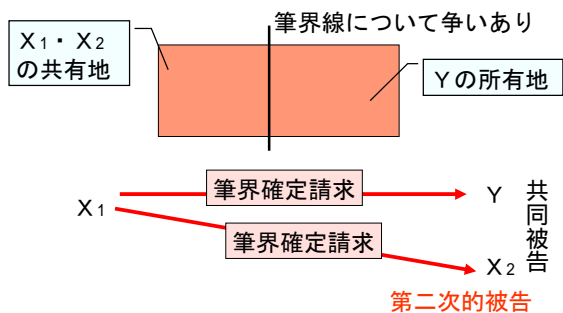 筆界線について争いあり
X1・X2
の共有地
Yの所有地
筆界確定請求
X1
Y
筆界確定請求
X2
共同被告
第二次的被告